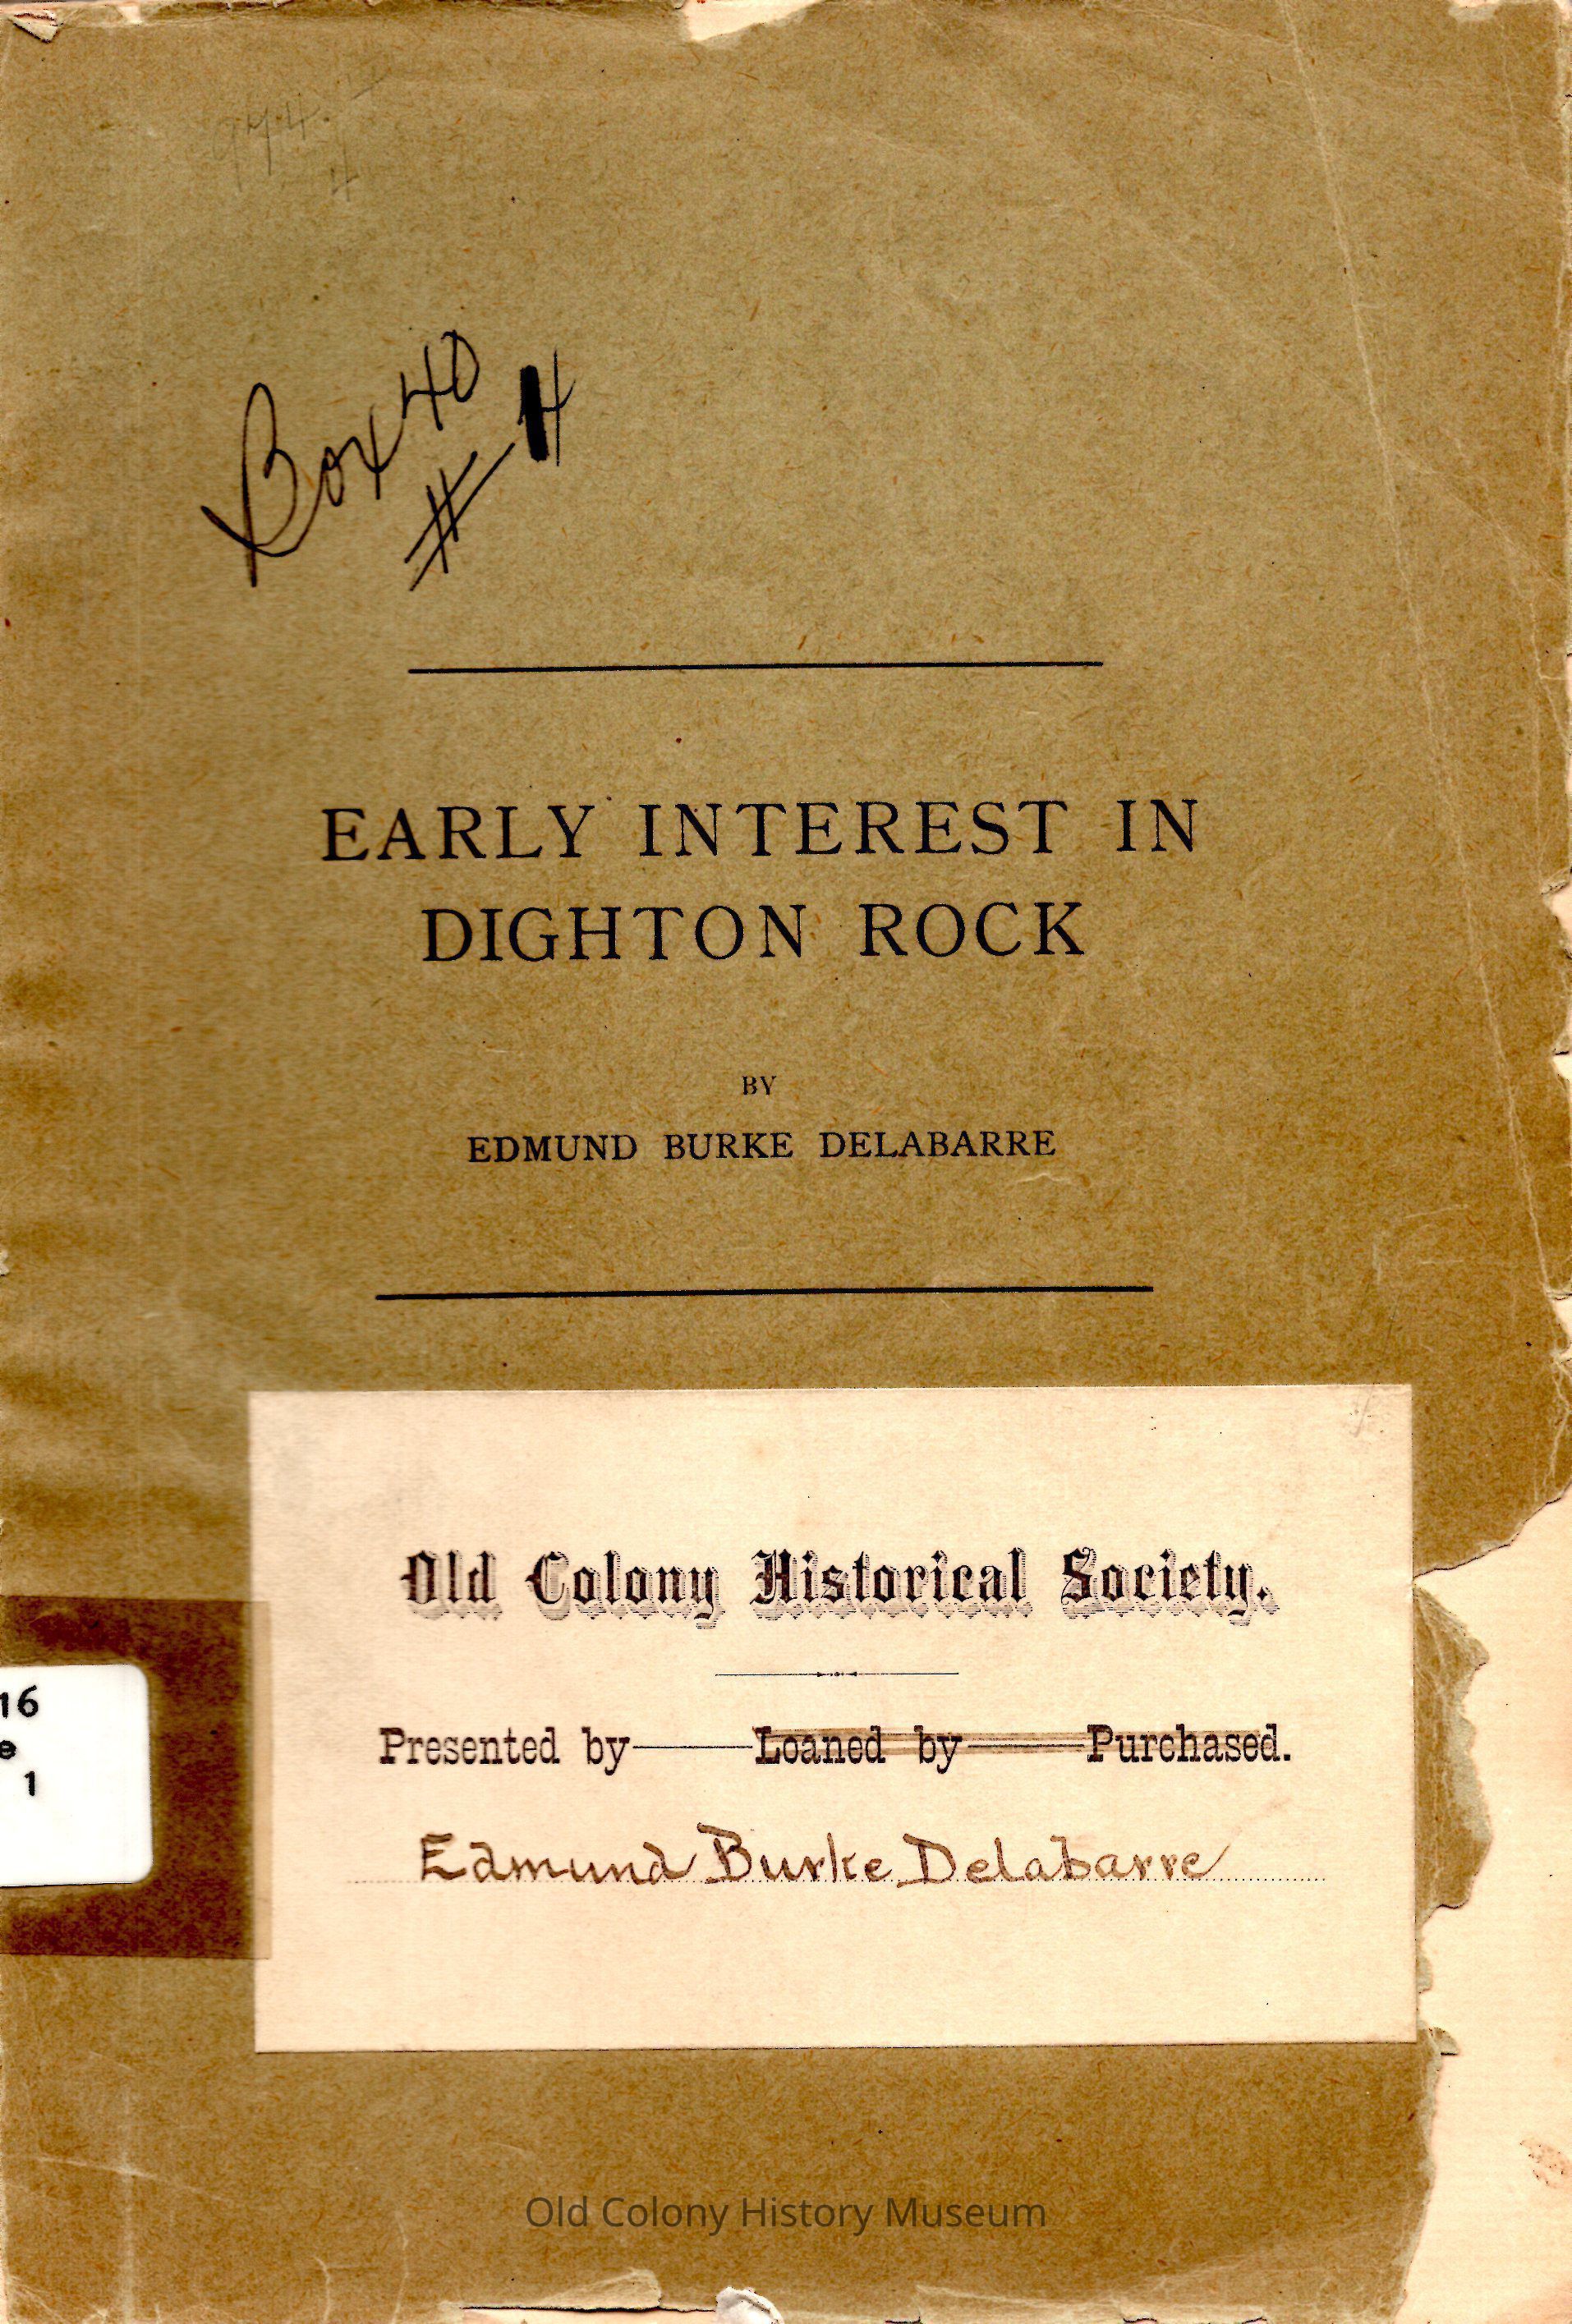 Box 40
# 4
EARLY INTEREST IN
DIGHTON ROCK
BY
EDMUND BURKE DELABARRE
Old Colony Historical Society.
Presented by——Loaned by——Purchased.
Edmund Burke Delabarre
16
e
1
Old Colony History Museum